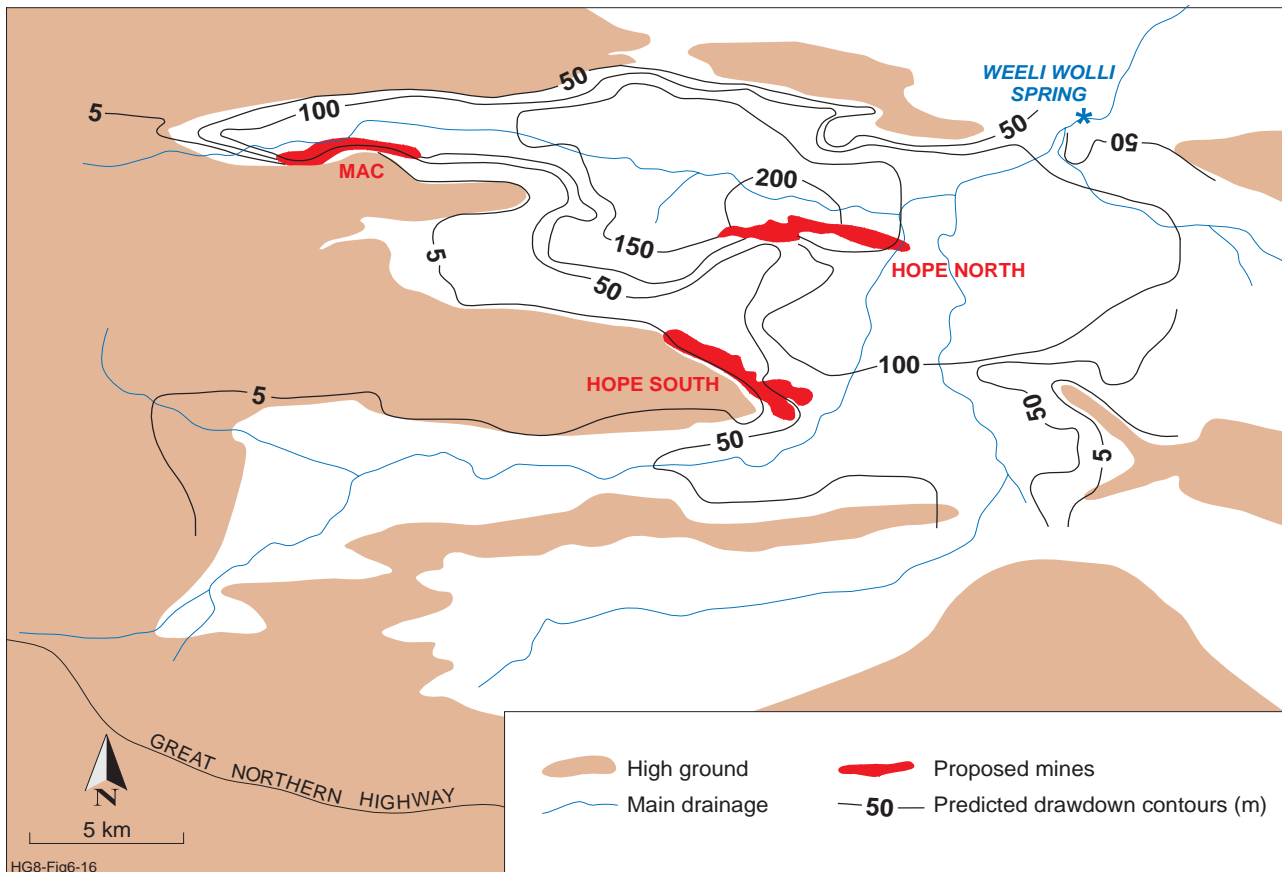 50
WEELI WOLLI
SPRING
100
5
50
50
MAC
200
150
5
HOPE NORTH
50
100
HOPE SOUTH
5
50
50
5
GREAT NORTHERN HIGHWAY
N
5 km
High ground
Proposed mines
Main drainage
50
Predicted drawdown contours (m)
HG8-Fig6-16